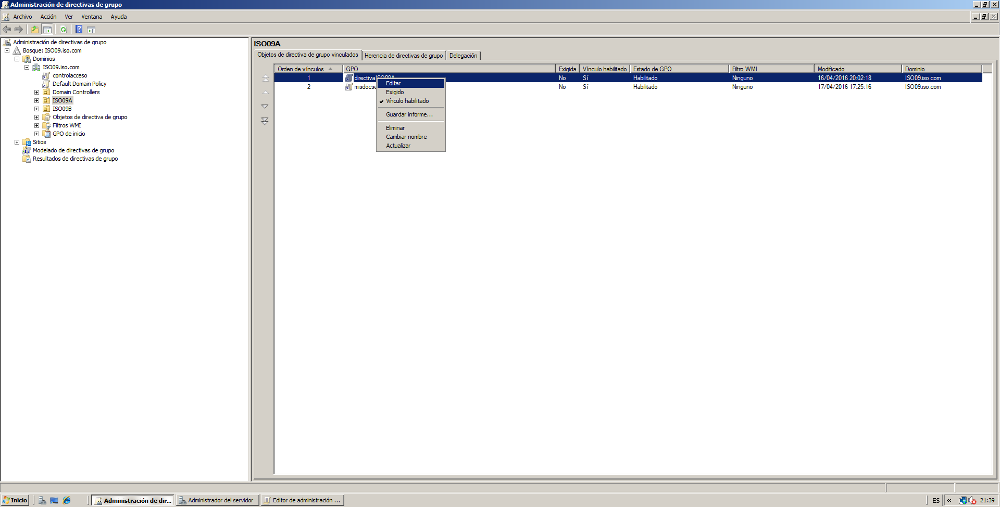 Administración de directivas de grupo
Archivo Acción Ver Ventana Ayuda
Administración de directivas de grupo
Bosque: ISO09.iso.com
Dominios
ISO09.iso.com
controlacceso
Default Domain Policy
Domain Controllers
ISO09A
ISO09B
Objetos de directiva de grupo
Filtros WMI
GPO de inicio
Sitios
Modelado de directivas de grupo
Resultados de directivas de grupo
ISO09A
Objetos de directiva de grupo vinculados Herencia de directivas de grupo Delegación
Orden de vínculos GPO Exigida Vínculo habilitado Estado de GPO Filtro WMI Modificado Dominio
1 directivaISO09A No Sí Habilitado Ninguno 16/04/2016 20:02:18 ISO09.iso.com
2 misdocse No Sí Habilitado Ninguno 17/04/2016 17:25:16 ISO09.iso.com
Editar
Exigido
Vínculo habilitado
Guardar informe...
Eliminar
Cambiar nombre
Actualizar
Inicio Administración de dir... Administrador del servidor Editor de administración ... ES « 21:39